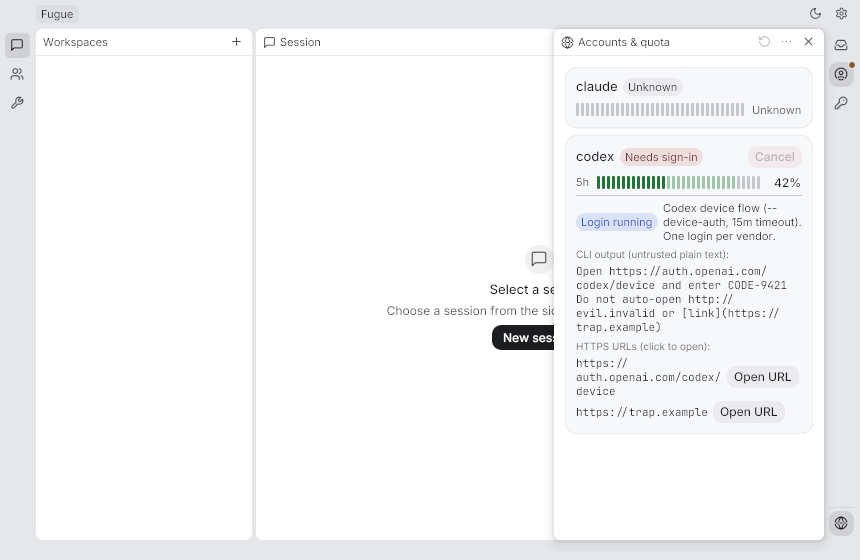 Fugue
Workspaces
Session
Select a se
Choose a session from the sid
New sess
Accounts & quota
claude Unknown
Unknown
codex Needs sign-in Cancel
5h 42%
Login running
Codex device flow (--
device-auth, 15m timeout).
One login per vendor.
CLI output (untrusted plain text):
Open https://auth.openai.com/
codex/device and enter CODE-9421
Do not auto-open http://
evil.invalid or [link](https://
trap.example)
HTTPS URLs (click to open):
https://
auth.openai.com/codex/
device
Open URL
https://trap.example Open URL